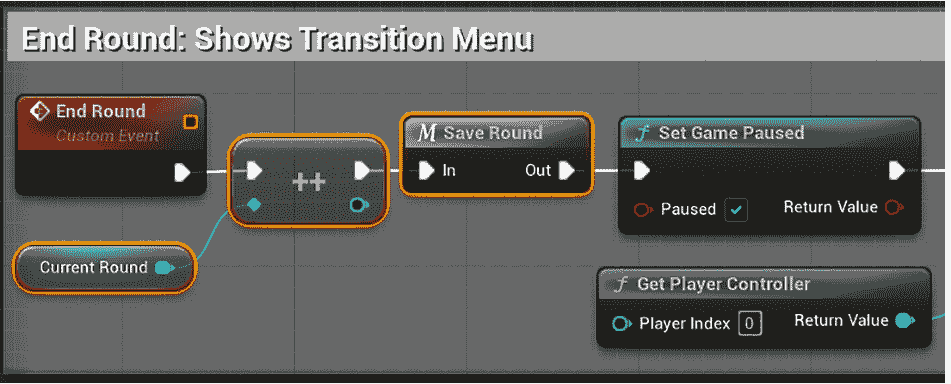 End Round: Shows Transition Menu
End Round
Custom Event
++
Current Round
M Save Round
In Out
f Set Game Paused
Paused Return Value
f Get Player Controller
Player Index 0 Return Value